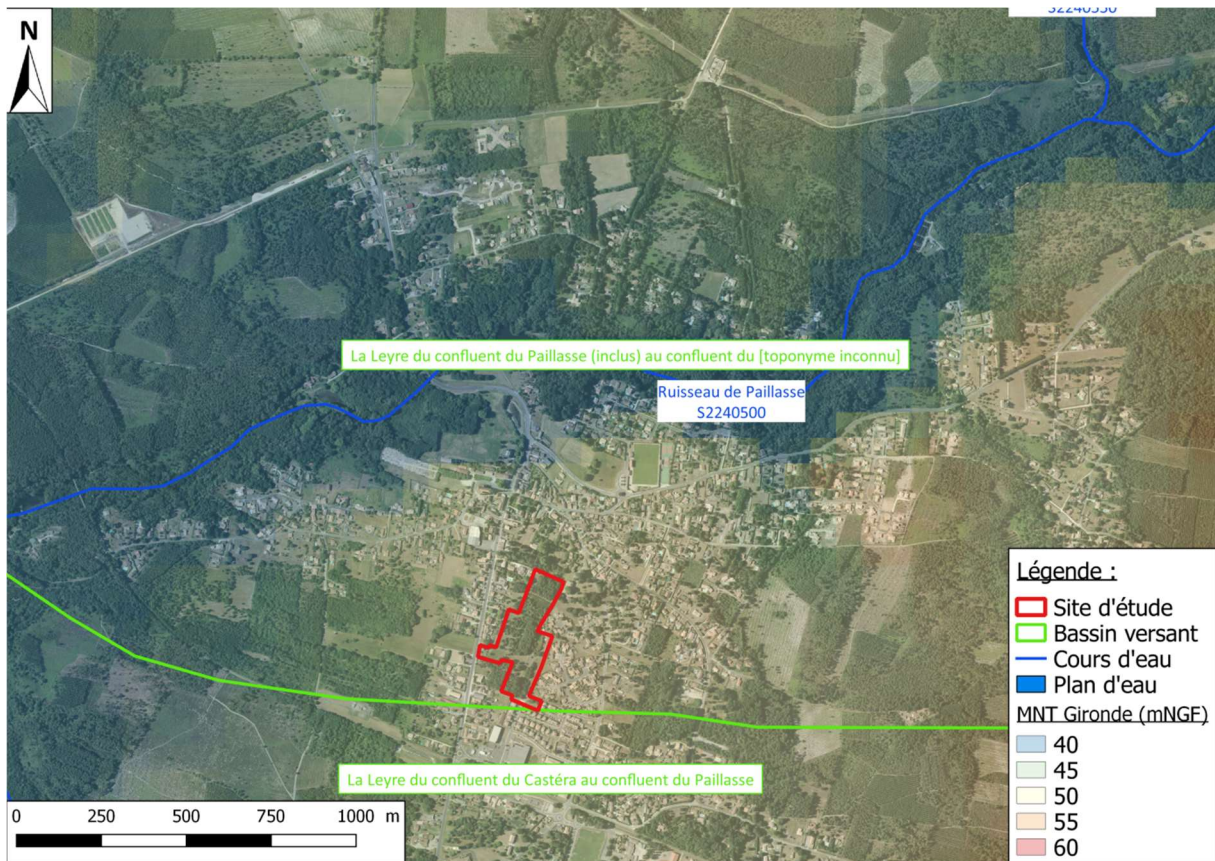 N
S2240550
La Leyre du confluent du Paillasse (inclus) au confluent du [toponyme inconnu]
Ruisseau de Paillasse
S2240500
La Leyre du confluent du Castéra au confluent du Paillasse
0 250 500 750 1000 m
Légende :
Site d'étude
Bassin versant
Cours d'eau
Plan d'eau
MNT Gironde (mNGF)
40
45
50
55
60